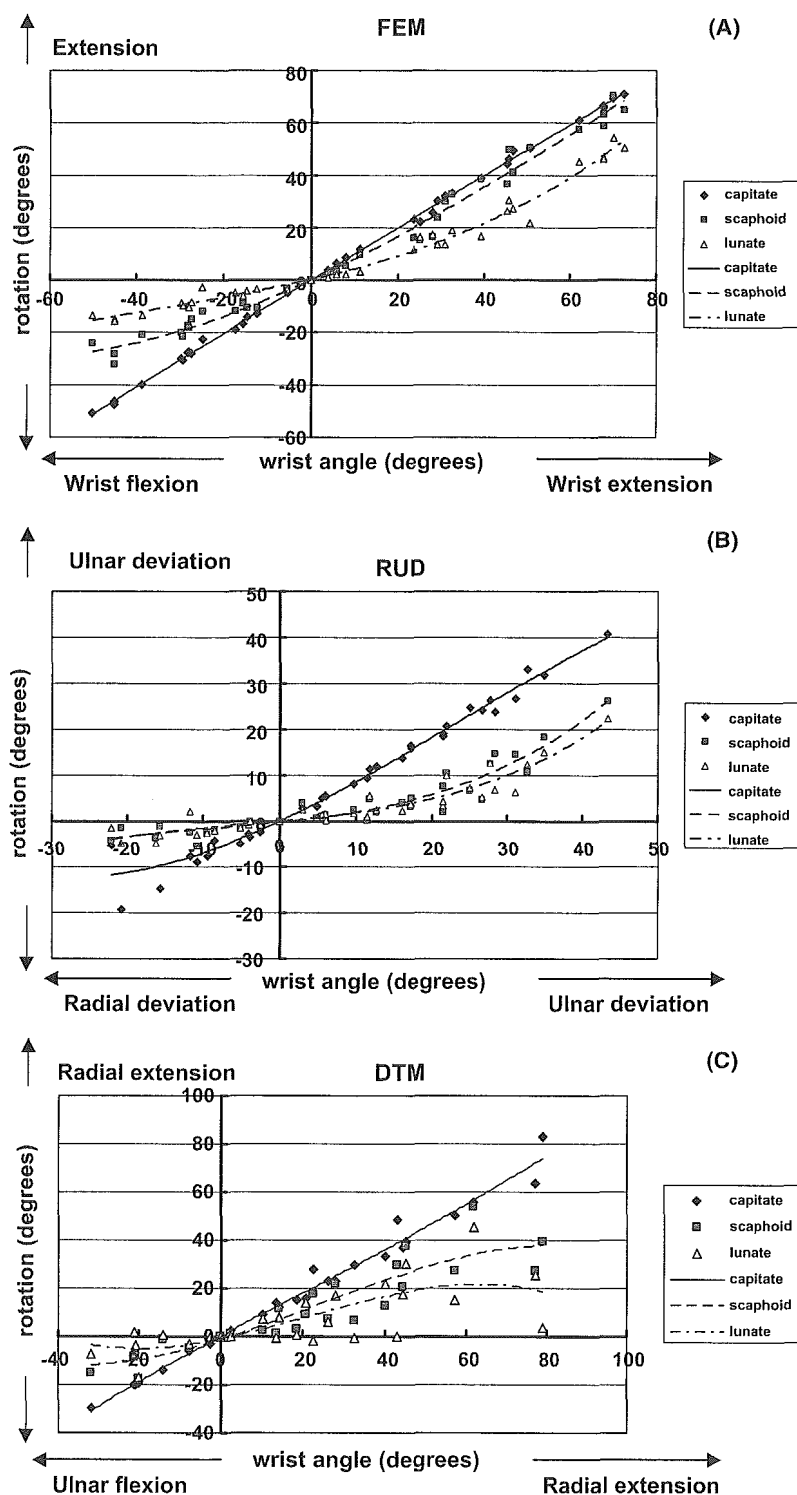 FEM
(A)
Extension
80
60
40
20
0
-20
-40
-60
-60 -40 -20 0 20 40 60 80
rotation (degrees)
wrist angle (degrees)
Wrist flexion
Wrist extension
capitate
scaphoid
lunate
capitate
scaphoid
lunate
(B)
Ulnar deviation
RUD
50
40
30
20
10
0
-10
-20
-30
-30 -20 -10 0 10 20 30 40 50
rotation (degrees)
wrist angle (degrees)
Radial deviation
Ulnar deviation
capitate
scaphoid
lunate
capitate
scaphoid
lunate
(C)
Radial extension
DTM
100
80
60
40
20
0
-20
-40
-40 -20 0 20 40 60 80 100
rotation (degrees)
wrist angle (degrees)
Ulnar flexion
Radial extension
capitate
scaphoid
lunate
capitate
scaphoid
lunate